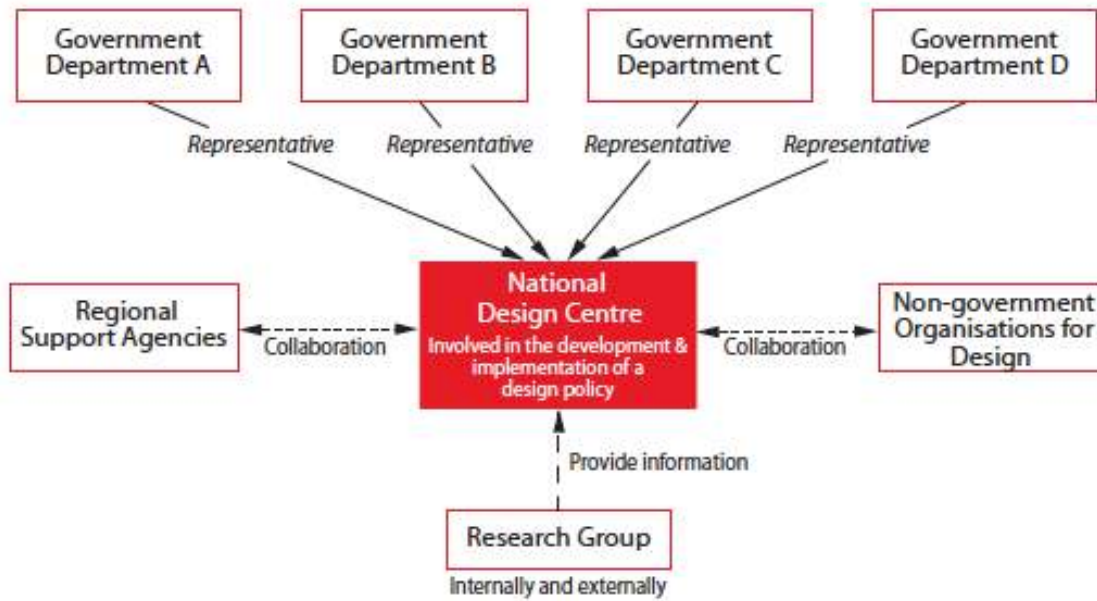 Government
Department A
Government
Department B
Government
Department C
Government
Department D
Representative
Representative
Representative
Representative
National
Design Centre
Involved in the development &
implementation of a
design policy
Regional
Support Agencies
Collaboration
Collaboration
Non-government
Organisations for
Design
Provide information
Research Group
Internally and externally